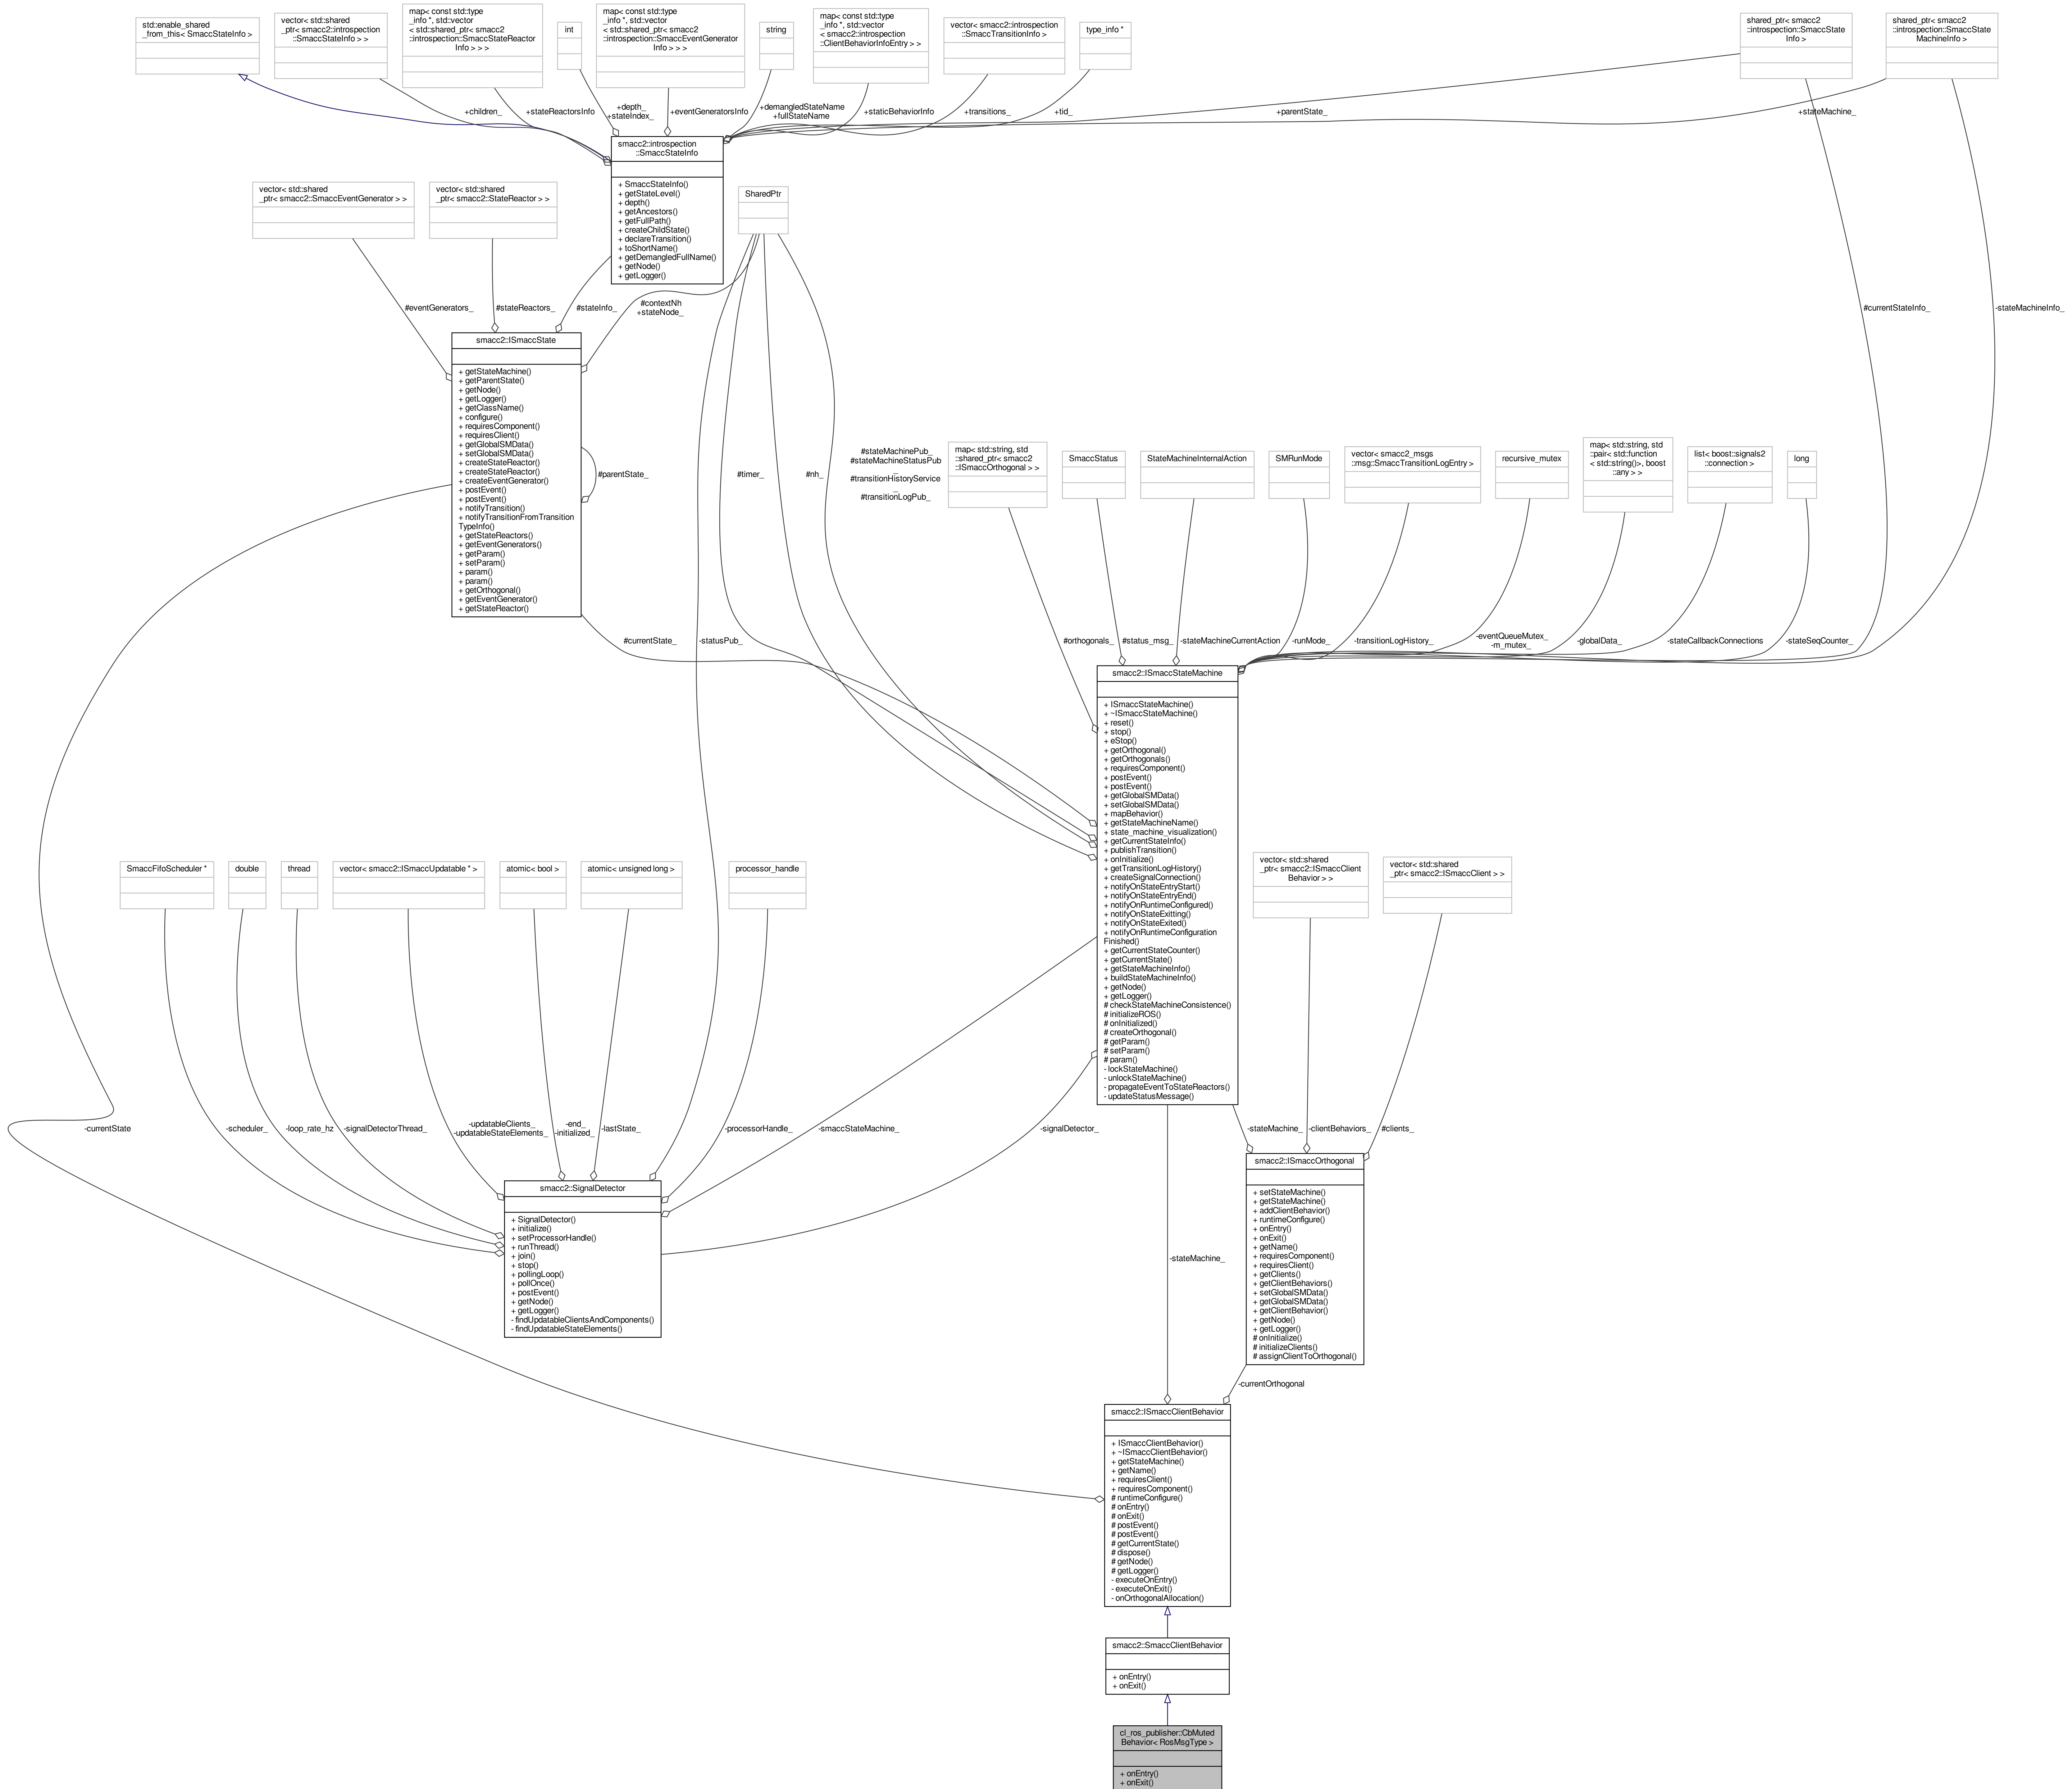 std::enable_shared
_from_this< SmaccStateInfo >
vector< std::shared
_ptr< smacc2::introspection
::SmaccStateInfo > >
map< const std::type
_info *, std::vector
< std::shared_ptr< smacc2
::introspection::SmaccStateReactor
Info > > >
int
map< const std::type
_info *, std::vector
< std::shared_ptr< smacc2
::introspection::SmaccEventGenerator
Info > > >
string
map< const std::type
_info *, std::vector
< smacc2::introspection
::ClientBehaviorInfoEntry > >
vector< smacc2::introspection
::SmaccTransitionInfo >
type_info *
shared_ptr< smacc2
::introspection::SmaccState
Info >
shared_ptr< smacc2
::introspection::SmaccState
MachineInfo >
+children_
+stateReactorsInfo
+depth_
+stateIndex_
+eventGeneratorsInfo
+demangledStateName
+fullStateName
+staticBehaviorInfo
+transitions_
+tid_
+parentState_
+stateMachine_
smacc2::introspection
::SmaccStateInfo
+ SmaccStateInfo()
+ getStateLevel()
+ depth()
+ getAncestors()
+ getFullPath()
+ createChildState()
+ declareTransition()
+ toShortName()
+ getDemangledFullName()
+ getNode()
+ getLogger()
vector< std::shared
_ptr< smacc2::SmaccEventGenerator > >
vector< std::shared
_ptr< smacc2::StateReactor > >
SharedPtr
#eventGenerators_
#stateReactors_
#stateInfo_
#contextNh
+stateNode_
#currentStateInfo_
-stateMachineInfo_
smacc2::ISmaccState
+ getStateMachine()
+ getParentState()
+ getNode()
+ getLogger()
+ getClassName()
+ configure()
+ requiresComponent()
+ requiresClient()
+ getGlobalSMData()
+ setGlobalSMData()
+ createStateReactor()
+ createStateReactor()
+ createEventGenerator()
+ postEvent()
+ postEvent()
+ notifyTransition()
+ notifyTransitionFromTransition
TypeInfo()
+ getStateReactors()
+ getEventGenerators()
+ getParam()
+ setParam()
+ param()
+ param()
+ getOrthogonal()
+ getEventGenerator()
+ getStateReactor()
#parentState_
#timer_
#nh_
#stateMachinePub_
#stateMachineStatusPub
_
#transitionHistoryService
_
#transitionLogPub_
map< std::string, std
::shared_ptr< smacc2
::ISmaccOrthogonal > >
SmaccStatus
StateMachineInternalAction
SMRunMode
vector< smacc2_msgs
::msg::SmaccTransitionLogEntry >
recursive_mutex
map< std::string, std
::pair< std::function
< std::string()>, boost
::any > >
list< boost::signals2
::connection >
long
#currentState_
-statusPub_
#orthogonals_
#status_msg_
-stateMachineCurrentAction
-runMode_
-transitionLogHistory_
-eventQueueMutex_
-m_mutex_
-globalData_
-stateCallbackConnections
-stateSeqCounter_
smacc2::ISmaccStateMachine
+ ISmaccStateMachine()
+ ~ISmaccStateMachine()
+ reset()
+ stop()
+ eStop()
+ getOrthogonal()
+ getOrthogonals()
+ requiresComponent()
+ postEvent()
+ postEvent()
+ getGlobalSMData()
+ setGlobalSMData()
+ mapBehavior()
+ getStateMachineName()
+ state_machine_visualization()
+ getCurrentStateInfo()
+ publishTransition()
+ onInitialize()
+ getTransitionLogHistory()
+ createSignalConnection()
+ notifyOnStateEntryStart()
+ notifyOnStateEntryEnd()
+ notifyOnRuntimeConfigured()
+ notifyOnStateExitting()
+ notifyOnStateExited()
+ notifyOnRuntimeConfiguration
Finished()
+ getCurrentStateCounter()
+ getCurrentState()
+ getStateMachineInfo()
+ buildStateMachineInfo()
+ getNode()
+ getLogger()
# checkStateMachineConsistence()
# initializeROS()
# onInitialized()
# createOrthogonal()
# getParam()
# setParam()
# param()
- lockStateMachine()
- unlockStateMachine()
- propagateEventToStateReactors()
- updateStatusMessage()
SmaccFifoScheduler *
double
thread
vector< smacc2::ISmaccUpdatable * >
atomic< bool >
atomic< unsigned long >
processor_handle
vector< std::shared
_ptr< smacc2::ISmaccClient
Behavior > >
vector< std::shared
_ptr< smacc2::ISmaccClient > >
-currentState
-scheduler_
-loop_rate_hz
-signalDetectorThread_
-updatableClients_
-updatableStateElements_
-end_
-initialized_
-lastState_
-processorHandle_
-smaccStateMachine_
-signalDetector_
-stateMachine_
-clientBehaviors_
#clients_
smacc2::SignalDetector
+ SignalDetector()
+ initialize()
+ setProcessorHandle()
+ runThread()
+ join()
+ stop()
+ pollingLoop()
+ pollOnce()
+ postEvent()
+ getNode()
+ getLogger()
- findUpdatableClientsAndComponents()
- findUpdatableStateElements()
-stateMachine_
smacc2::ISmaccOrthogonal
+ setStateMachine()
+ getStateMachine()
+ addClientBehavior()
+ runtimeConfigure()
+ onEntry()
+ onExit()
+ getName()
+ requiresComponent()
+ requiresClient()
+ getClients()
+ getClientBehaviors()
+ setGlobalSMData()
+ getGlobalSMData()
+ getClientBehavior()
+ getNode()
+ getLogger()
# onInitialize()
# initializeClients()
# assignClientToOrthogonal()
-currentOrthogonal
smacc2::ISmaccClientBehavior
+ ISmaccClientBehavior()
+ ~ISmaccClientBehavior()
+ getStateMachine()
+ getName()
+ requiresClient()
+ requiresComponent()
# runtimeConfigure()
# onEntry()
# onExit()
# postEvent()
# postEvent()
# getCurrentState()
# dispose()
# getNode()
# getLogger()
- executeOnEntry()
- executeOnExit()
- onOrthogonalAllocation()
smacc2::SmaccClientBehavior
+ onEntry()
+ onExit()
cl_ros_publisher::CbMuted
Behavior< RosMsgType >
+ onEntry()
+ onExit()